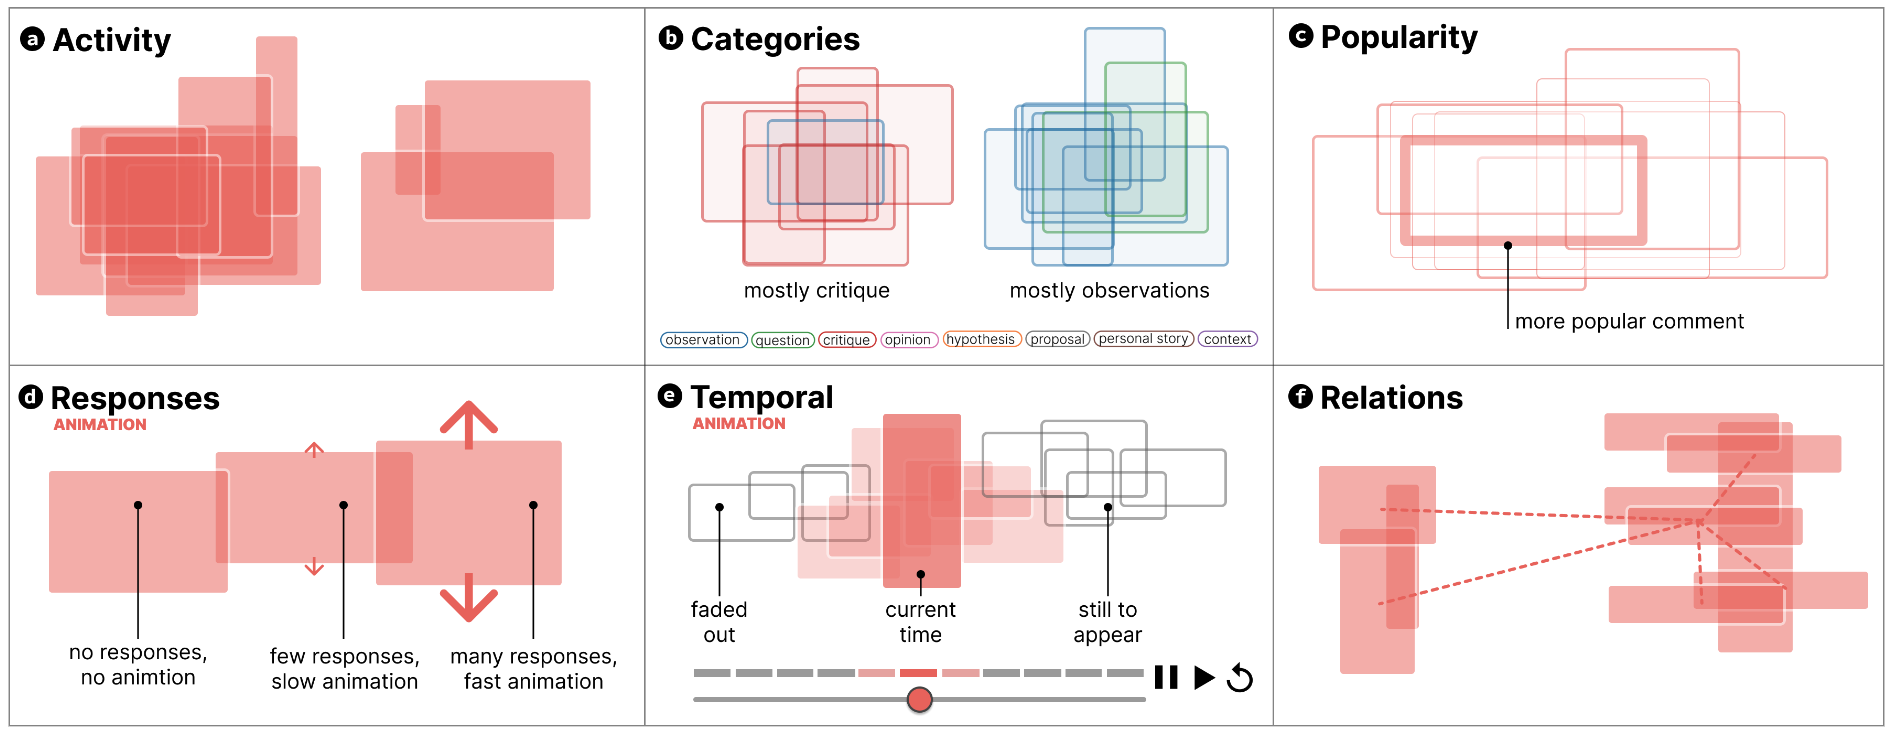 a Activity
b Categories
mostly critique
mostly observations
observation question critique opinion hypothesis proposal personal story context
c Popularity
more popular comment
d Responses
ANIMATION
no responses,
no animtion
few responses,
slow animation
many responses,
fast animation
e Temporal
ANIMATION
faded
out
current
time
still to
appear
f Relations